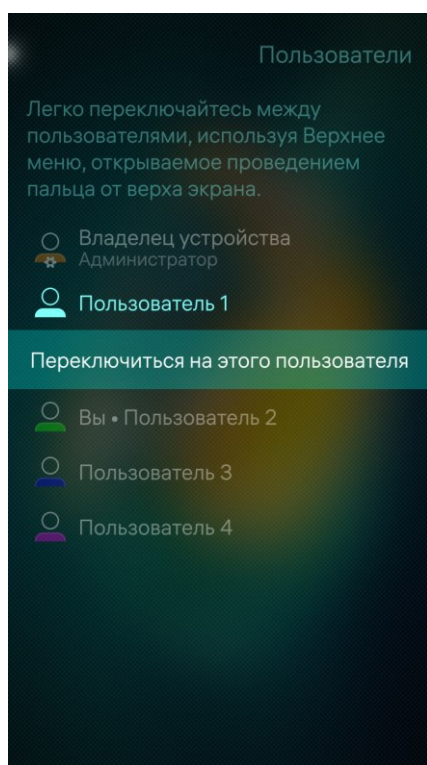 Пользователи
Легко переключайтесь между
пользователями, используя Верхнее
меню, открываемое проведением
пальца от верха экрана.
Владелец устройства
Администратор
Пользователь 1
Переключиться на этого пользователя
Вы • Пользователь 2
Пользователь 3
Пользователь 4